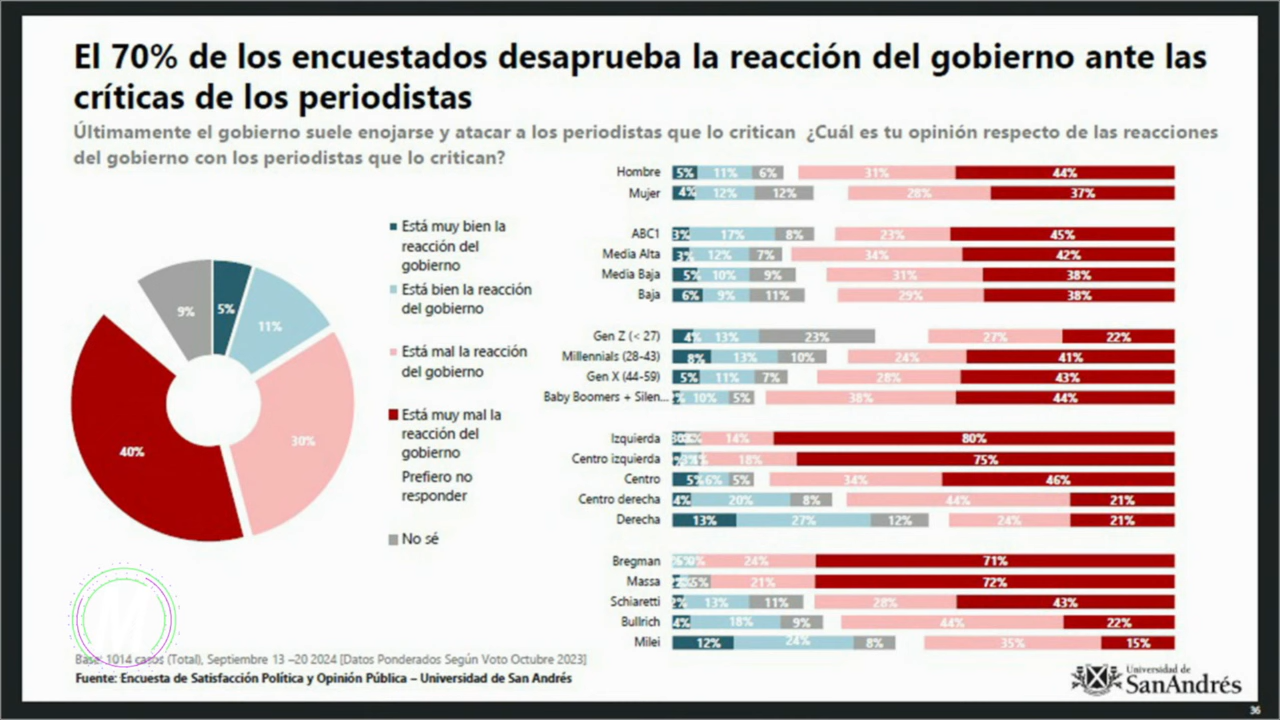 El 70% de los encuestados desaprueba la reacción del gobierno ante las
críticas de los periodistas
Últimamente el gobierno suele enojarse y atacar a los periodistas que lo critican ¿Cuál es tu opinión respecto de las reacciones
del gobierno con los periodistas que lo critican?
9%
5%
11%
40%
30%
Está muy bien la
reacción del
gobierno
Está bien la reacción
del gobierno
Está mal la reacción
del gobierno
Está muy mal la
reacción del
gobierno
Prefiero no
responder
No sé
Hombre 5% 11% 6% 31% 44%
Mujer 4% 12% 12% 28% 37%
ABC1 3% 17% 8% 23% 45%
Media Alta 3% 12% 7% 34% 42%
Media Baja 5% 10% 9% 31% 38%
Baja 6% 9% 11% 29% 38%
Gen Z (< 27) 4% 13% 23% 27% 22%
Millennials (28-43) 8% 13% 10% 24% 41%
Gen X (44-59) 5% 11% 7% 28% 43%
Baby Boomers + Silen... 10% 5% 38% 44%
Izquierda 14% 80%
Centro izquierda 18% 75%
Centro 5% 6% 5% 34% 46%
Centro derecha 4% 20% 8% 44% 21%
Derecha 13% 27% 12% 24% 21%
Bregman 24% 71%
Massa 21% 72%
Schiaretti 2% 13% 11% 28% 43%
Bullrich 4% 18% 9% 44% 22%
Milei 12% 24% 8% 35% 15%
M
Base: 1014 casos (Total), Septiembre 13 –20 2024 [Datos Ponderados Según Voto Octubre 2023]
Fuente: Encuesta de Satisfacción Política y Opinión Pública – Universidad de San Andrés
Universidad de
SanAndrés
36